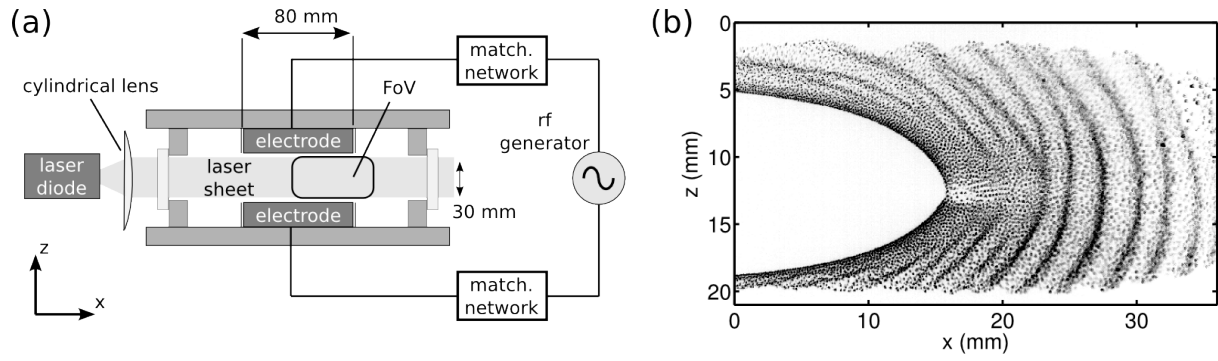 (a)
80 mm
cylindrical lens
match.
network
FoV
electrode
rf
generator
laser
diode
laser
sheet
electrode
30 mm
z
x
match.
network
(b)
0
5
10
15
20
z (mm)
0
10
20
30
x (mm)